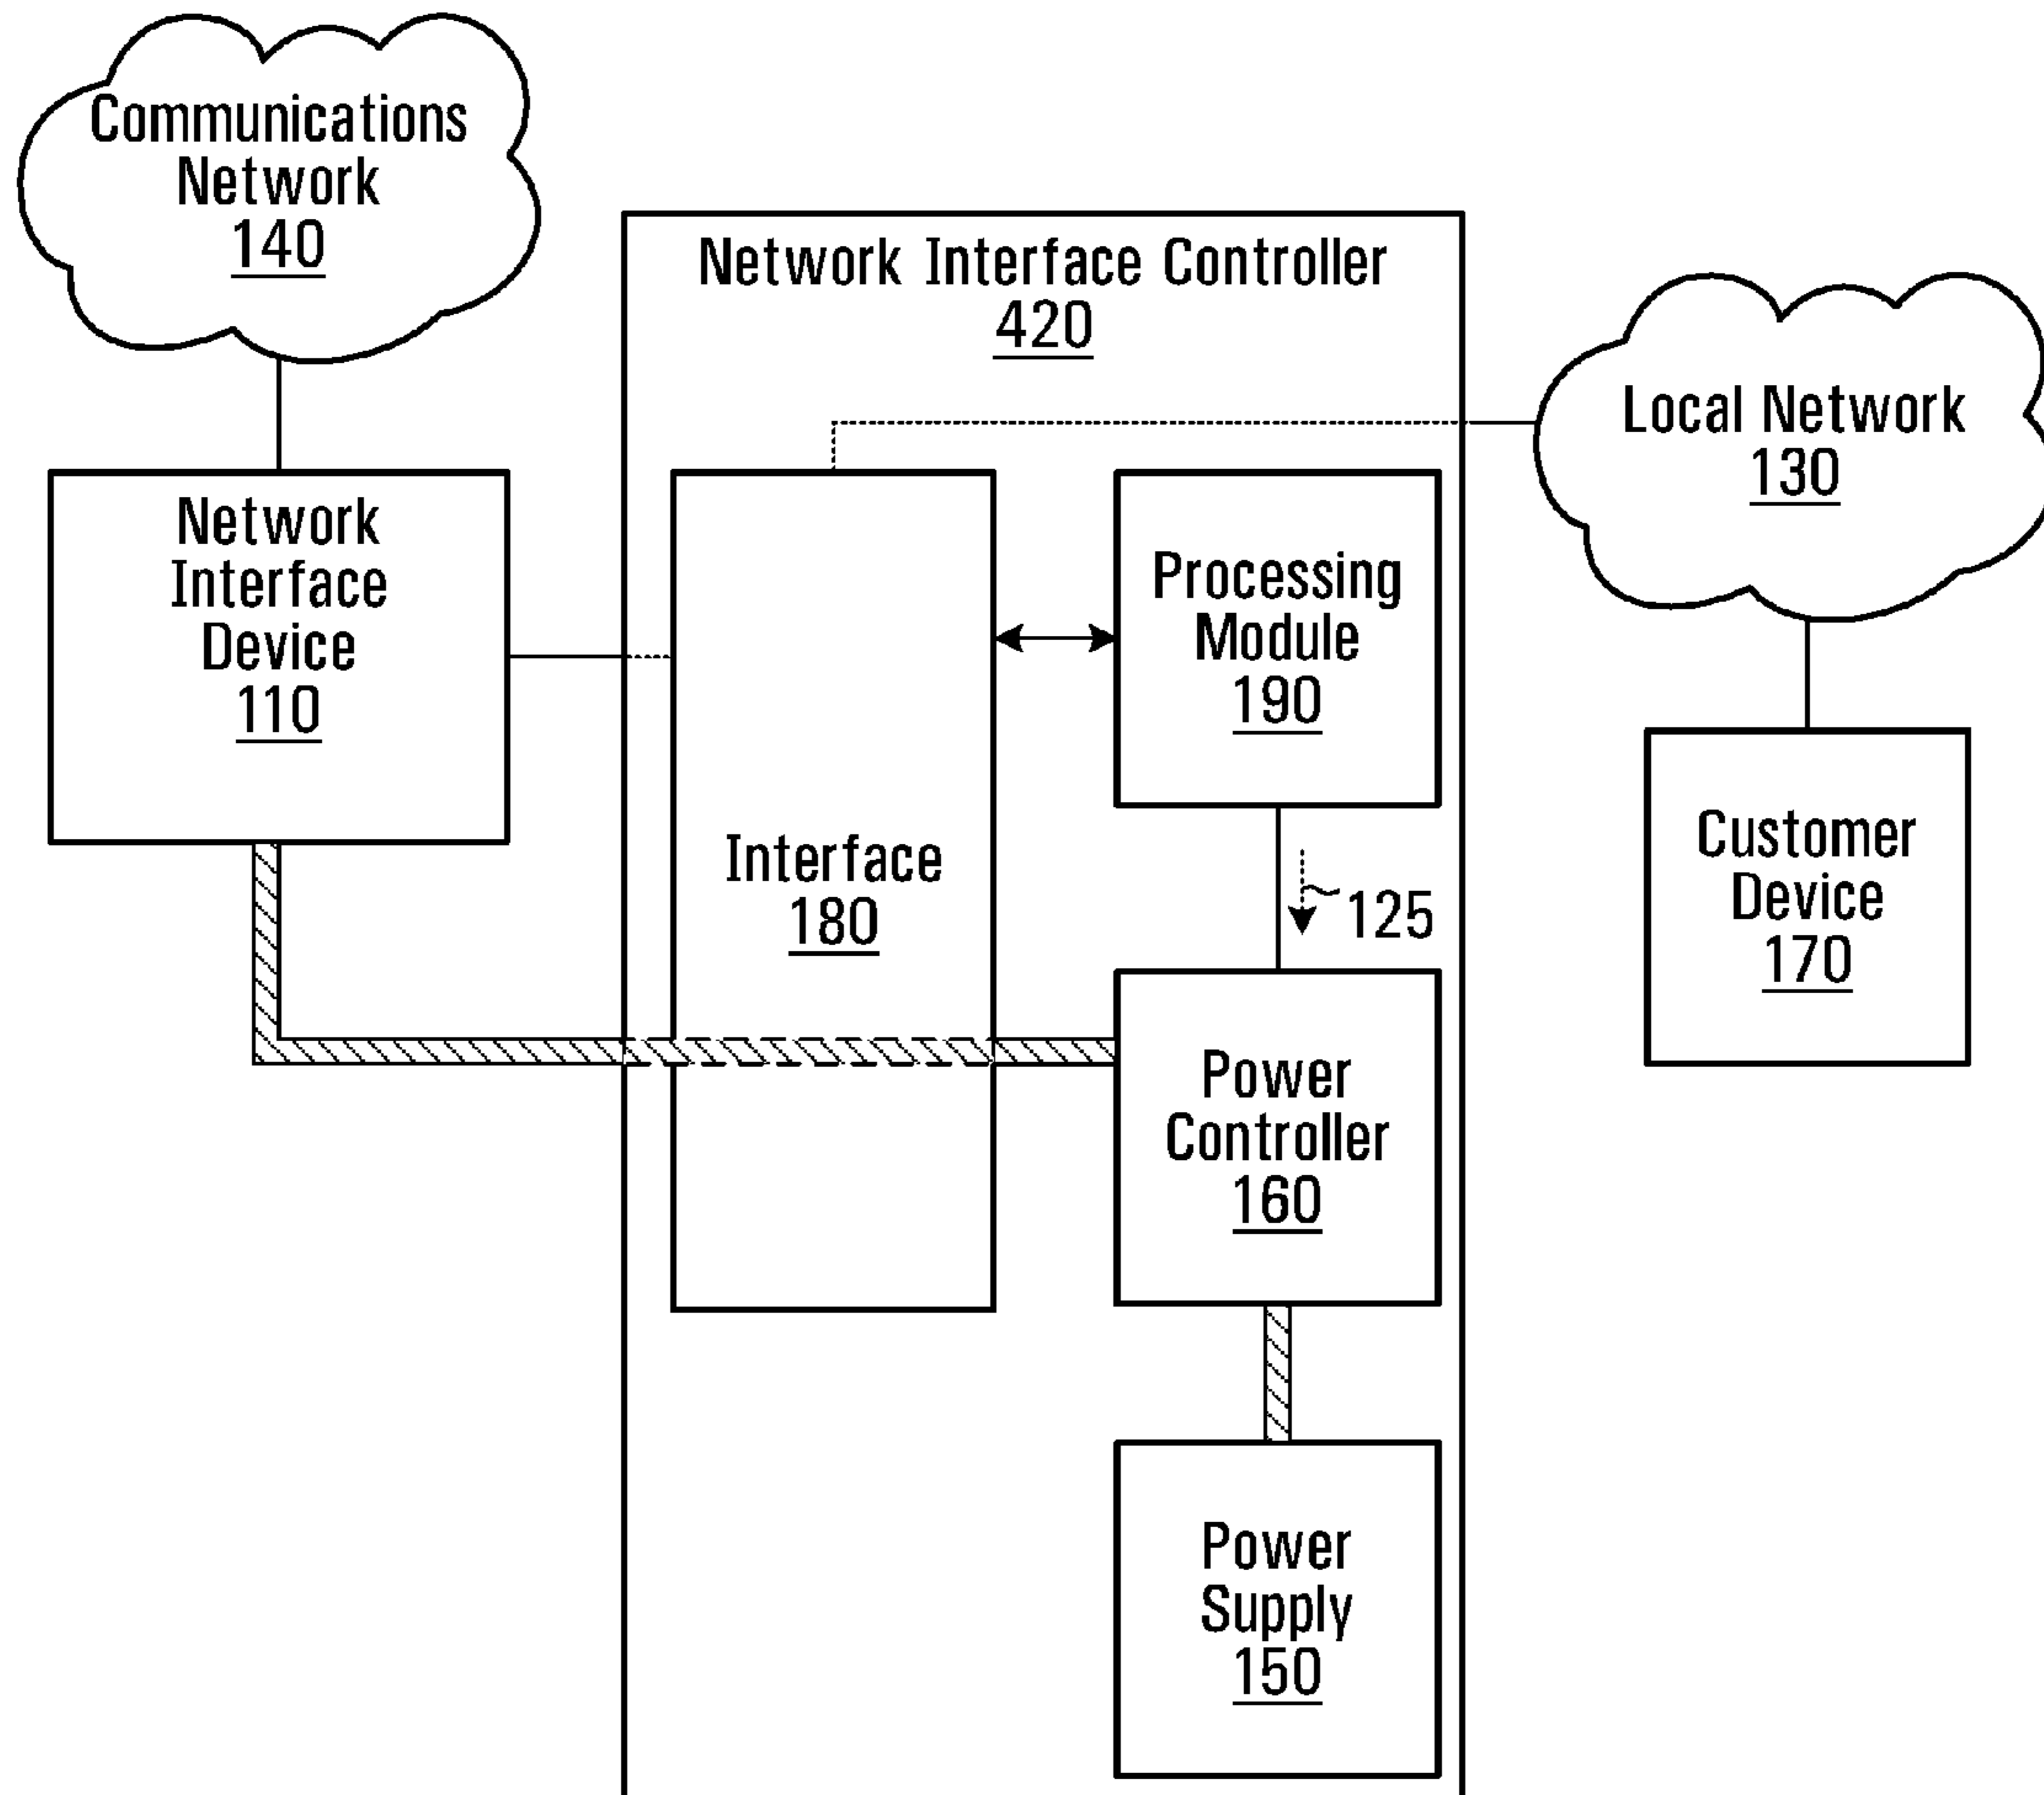 Communications
Network
140
Network Interface Controller
420
Local Network
130
Network
Interface
Device
110
Processing
Module
190
Interface
180
125
Customer
Device
170
Power
Controller
160
Power
Supply
150